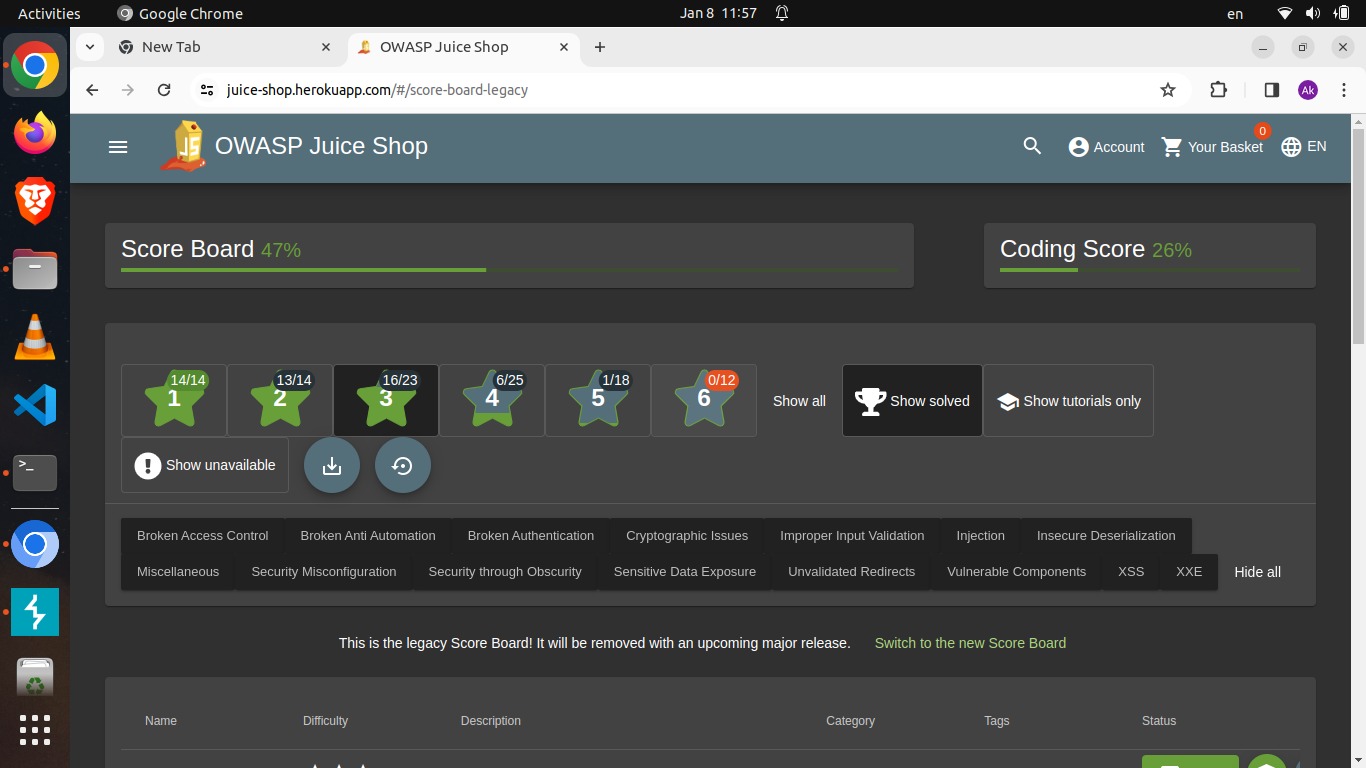 Activities Google Chrome Jan 8 11:57 en
New Tab OWASP Juice Shop
juice-shop.herokuapp.com/#/score-board-legacy Ak
OWASP Juice Shop Account Your Basket 0 EN
Score Board 47% Coding Score 26%
1 14/14 2 13/14 3 16/23 4 6/25 5 1/18 6 0/12 Show all Show solved Show tutorials only
Show unavailable
Broken Access Control Broken Anti Automation Broken Authentication Cryptographic Issues Improper Input Validation Injection Insecure Deserialization
Miscellaneous Security Misconfiguration Security through Obscurity Sensitive Data Exposure Unvalidated Redirects Vulnerable Components XSS XXE Hide all
This is the legacy Score Board! It will be removed with an upcoming major release. Switch to the new Score Board
Name Difficulty Description Category Tags Status